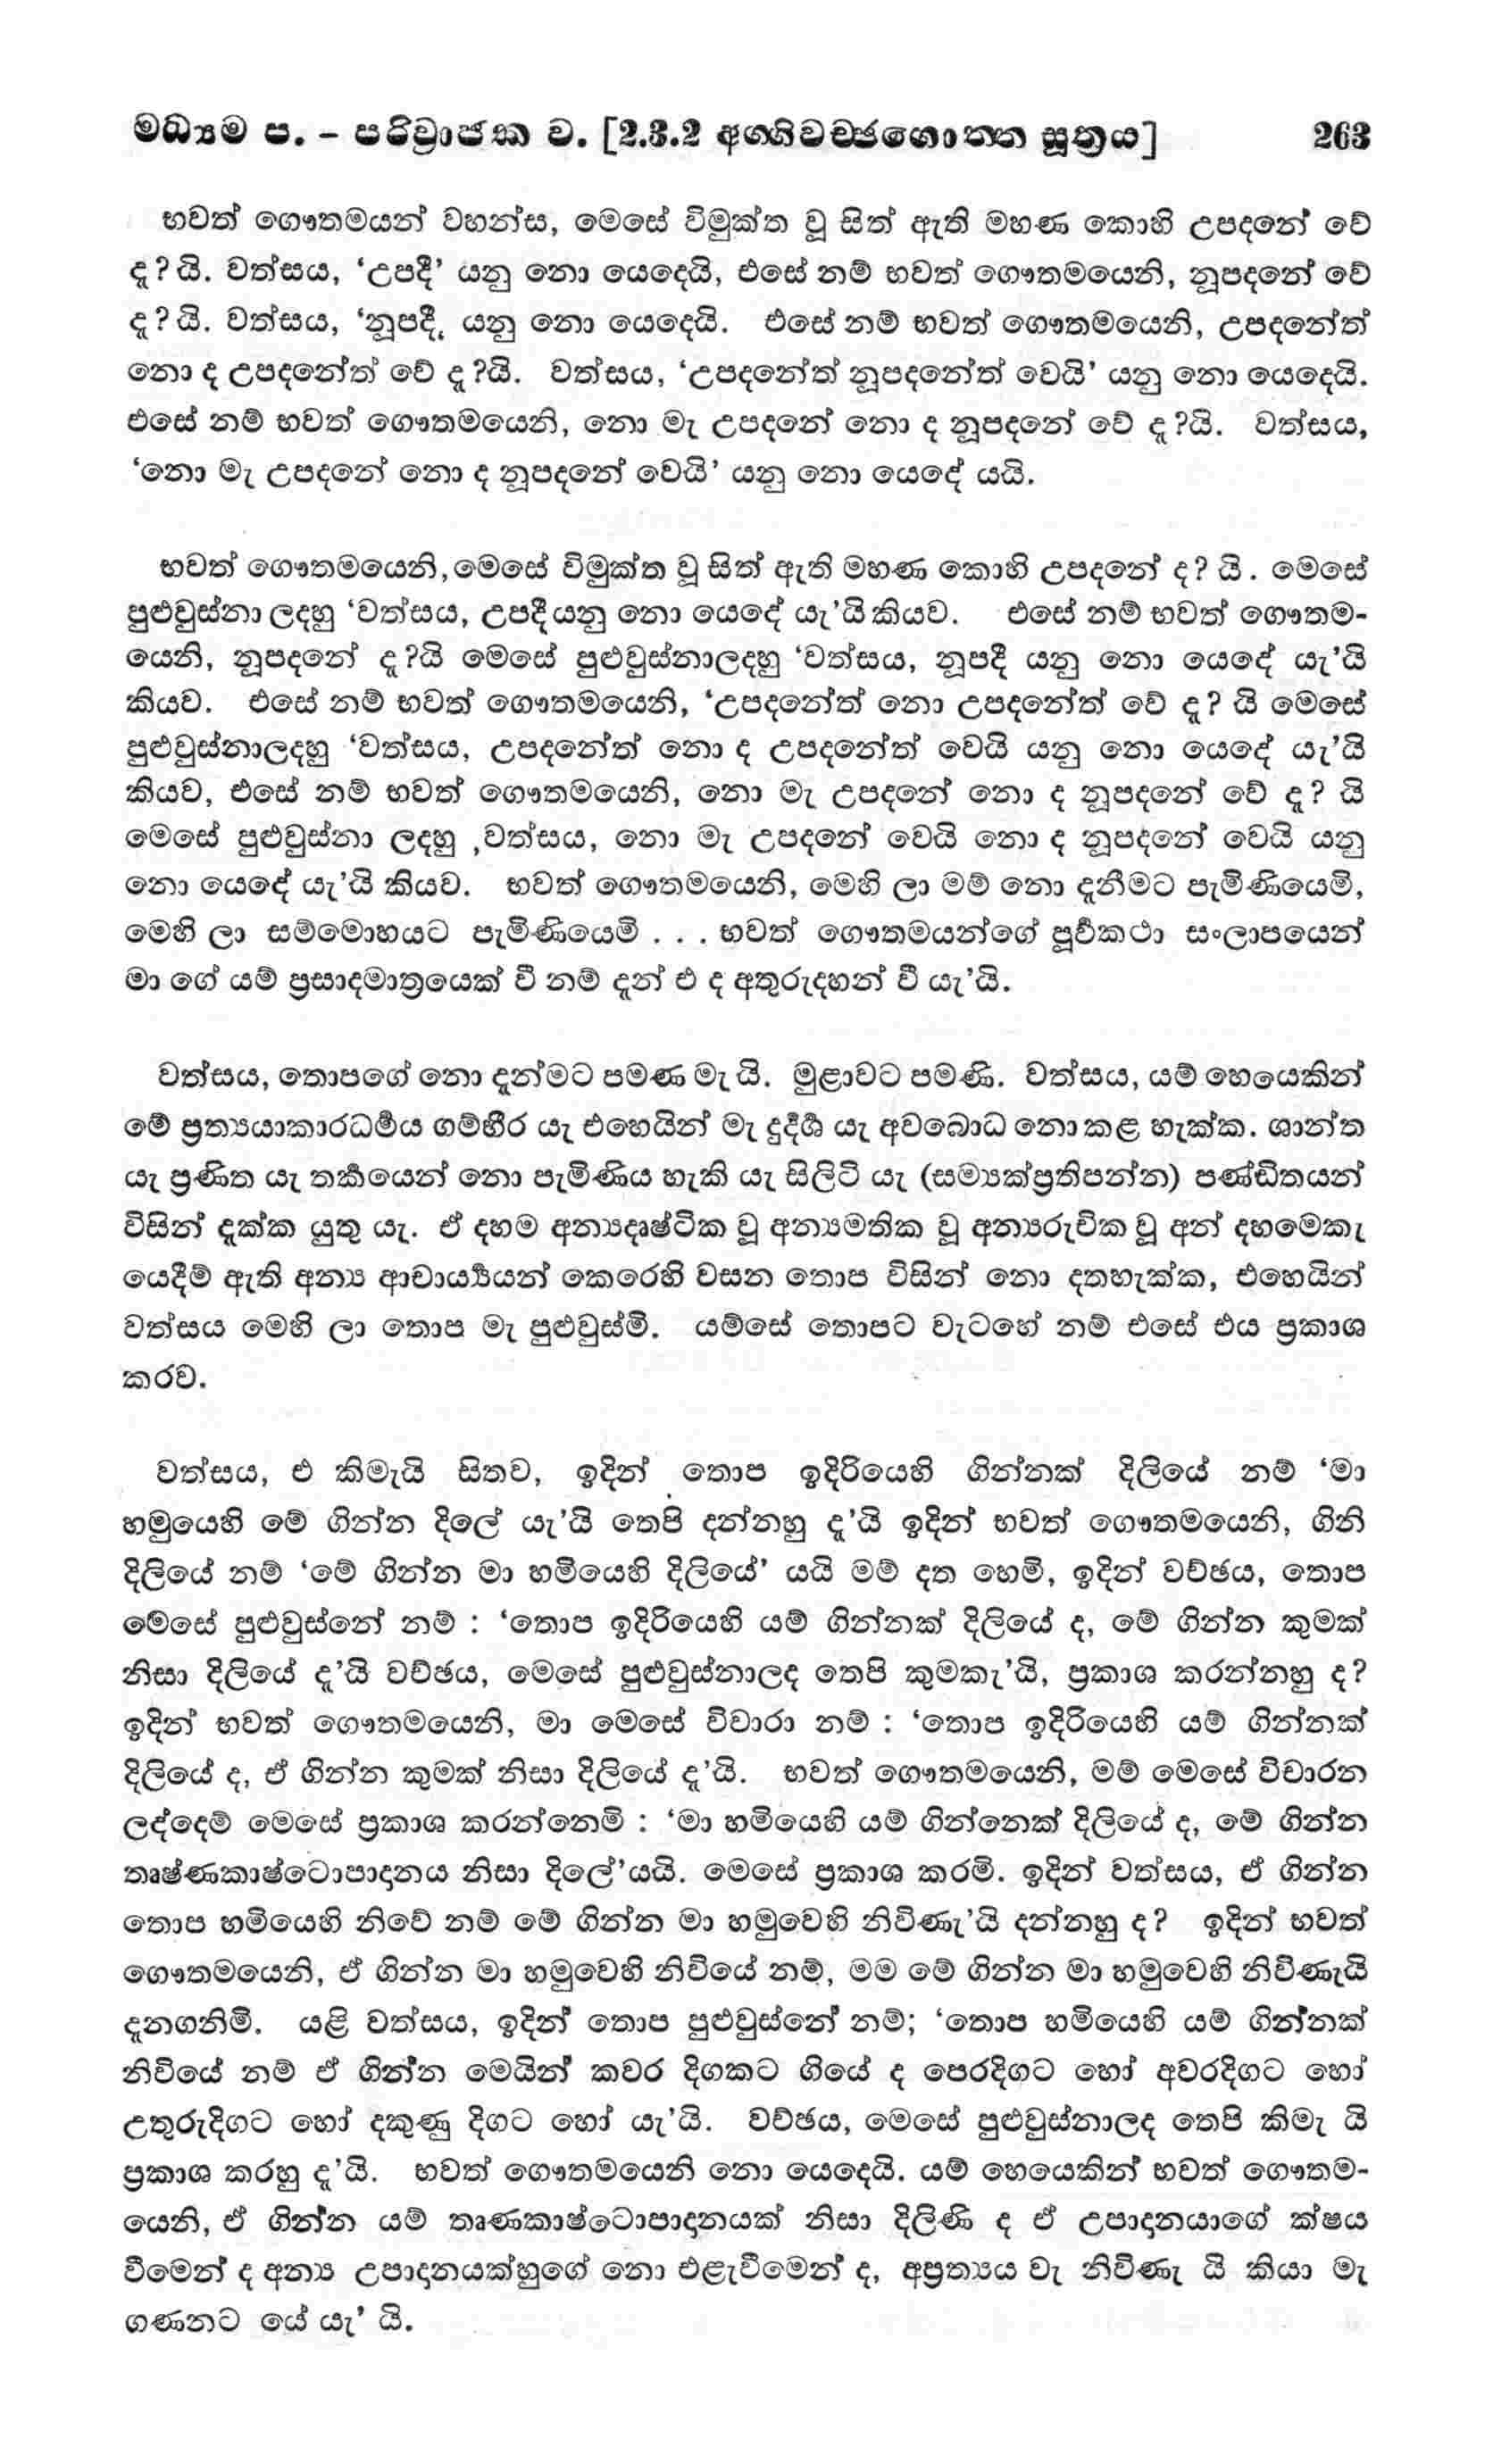 මධ්‍යම ප. – පරිව්‍රාජක ව. [2.3.2 අග්ගිවච්ඡගොත්ත සූත්‍රය] 263
භවත් ගෞතමයන් වහන්ස, මෙසේ විමුක්ත වූ සිත් ඇති මහණ කොහි උපදනේ වේ
දැ?යි. වත්සය, ‘උපදී’ යනු නො යෙදෙයි, එසේ නම් භවත් ගෞතමයෙනි, නූපදනේ වේ
දැ?යි. වත්සය, ‘නූපදී, යනු නො යෙදෙයි. එසේ නම් භවත් ගෞතමයෙනි, උපදනේත්
නො ද උපදනේත් වේ දැ?යි. වත්සය, ‘උපදනේත් නූපදනේත් වෙයි’ යනු නො යෙදෙයි.
එසේ නම් භවත් ගෞතමයෙනි, නො මැ උපදනේ නො ද නූපදනේ වේ දැ?යි. වත්සය,
‘නො මැ උපදනේ නො ද නූපදනේ වෙයි’ යනු නො යෙදේ යයි.
භවත් ගෞතමයෙනි, මෙසේ විමුක්ත වූ සිත් ඇති මහණ කොහි උපදනේ ද? යි. මෙසේ
පුළුවුස්නා ලදහු ‘වත්සය, උපදී යනු නො යෙදේ යැ’යි කියව. එසේ නම් භවත් ගෞතම-
යෙනි, නූපදනේ දැ?යි මෙසේ පුළුවුස්නාලදහු ‘වත්සය, නූපදී යනු නො යෙදේ යැ’යි
කියව. එසේ නම් භවත් ගෞතමයෙනි, ‘උපදනේත් නො උපදනේත් වේ දැ? යි මෙසේ
පුළුවුස්නාලදහු ‘වත්සය, උපදනේත් නො ද උපදනේත් වෙයි යනු නො යෙදේ යැ’යි
කියව, එසේ නම් භවත් ගෞතමයෙනි, නො මැ උපදනේ නො ද නූපදනේ වේ දැ? යි
මෙසේ පුළුවුස්නා ලදහු ,වත්සය, නො මැ උපදනේ වෙයි නො ද නූපදනේ වෙයි යනු
නො යෙදේ යැ’යි කියව. භවත් ගෞතමයෙනි, මෙහි ලා මම් නො දැනීමට පැමිණියෙමි,
මෙහි ලා සම්මොහයට පැමිණියෙමි . . . භවත් ගෞතමයන්ගේ පූර්‍වකථා සංලාපයෙන්
මා ගේ යම් ප්‍රසාදමාත්‍රයෙක් වී නම් දැන් එ ද අතුරුදහන් වී යැ’යි.
වත්සය, තොපගේ නො දැන්මට පමණ මැ යි. මුළාවට පමණි. වත්සය, යම් හෙයෙකින්
මේ ප්‍රත්‍යයාකාරධර්‍මය ගම්භීර යැ එහෙයින් මැ දුර්‍දර්‍ශ යැ අවබොධ නො කළ හැක්ක. ශාන්ත
යැ ප්‍රණීත යැ තර්‍කයෙන් නො පැමිණිය හැකි යැ සිලිටි යැ (සම්‍යක්ප්‍රතිපන්න) පණ්ඩිතයන්
විසින් දැක්ක යුතු යැ. ඒ දහම අන්‍යදෘෂ්ටික වූ අන්‍යමතික වූ අන්‍යරුචික වූ අන් දහමෙකැ
යෙදීම් ඇති අන්‍ය ආචාර්‍ය්‍යයන් කෙරෙහි වසන තොප විසින් නො දතහැක්ක, එහෙයින්
වත්සය මෙහි ලා තොප මැ පුළුවුස්මි. යම්සේ තොපට වැටහේ නම් එසේ එය ප්‍රකාශ
කරව.
වත්සය, එ කිමැයි සිතව, ඉදින් තොප ඉදිරියෙහි ගින්නක් දිලියේ නම් ‘මා
හමුයෙහි මේ ගින්න දිලේ යැ’යි තෙපි දන්නහු දැ’යි ඉදින් භවත් ගෞතමයෙනි, ගිනි
දිලියේ නම් ‘මේ ගින්න මා හමියෙහි දිලියේ’ යයි මම් දත හෙමි, ඉදින් වච්ඡය, තොප
මෙසේ පුළුවුස්නේ නම් : ‘තොප ඉදිරියෙහි යම් ගින්නක් දිලියේ ද, මේ ගින්න කුමක්
නිසා දිලියේ දැ’යි වච්ඡය, මෙසේ පුළුවුස්නාලද තෙපි කුමකැ’යි, ප්‍රකාශ කරන්නහු ද?
ඉදින් භවත් ගෞතමයෙනි, මා මෙසේ විචාරා නම් : ‘තොප ඉදිරියෙහි යම් ගින්නක්
දිලියේ ද, ඒ ගින්න කුමක් නිසා දිලියේ දැ’යි. භවත් ගෞතමයෙනි, මම් මෙසේ විචාරන
ලද්දෙම් මෙසේ ප්‍රකාශ කරන්නෙමි : ‘මා හමියෙහි යම් ගින්නෙක් දිලියේ ද, මේ ගින්න
තෘෂ්ණකාෂ්ටොපාදානය නිසා දිලේ’යයි. මෙසේ ප්‍රකාශ කරමි. ඉදින් වත්සය, ඒ ගින්න
තොප හමියෙහි නිවේ නම් මේ ගින්න මා හමුවෙහි නිවිණැ’යි දන්නහු ද? ඉදින් භවත්
ගෞතමයෙනි, ඒ ගින්න මා හමුවෙහි නිවියේ නම්, මම මේ ගින්න මා හමුවෙහි නිවිණැයි
දැනගනිමි. යළි වත්සය, ඉදින් තොප පුළුවුස්නේ නම්; ‘තොප හමියෙහි යම් ගින්නක්
නිවියේ නම් ඒ ගින්න මෙයින් කවර දිගකට ගියේ ද පෙරදිගට හෝ අවරදිගට හෝ
උතුරුදිගට හෝ දකුණු දිගට හෝ යැ’යි. වච්ඡය, මෙසේ පුළුවුස්නාලද තෙපි කිමැ යි
ප්‍රකාශ කරහු දැ’යි. භවත් ගෞතමයෙනි නො යෙදෙයි. යම් හෙයෙකින් භවත් ගෞතම-
යෙනි, ඒ ගින්න යම් තෘණකාෂ්ටොපාදානයක් නිසා දිලිණි ද ඒ උපාදානයාගේ ක්ෂය
වීමෙන් ද අන්‍ය උපාදානයක්හුගේ නො එළැවීමෙන් ද, අප්‍රත්‍යය වැ නිවිණැ යි කියා මැ
ගණනට යේ යැ’ යි.